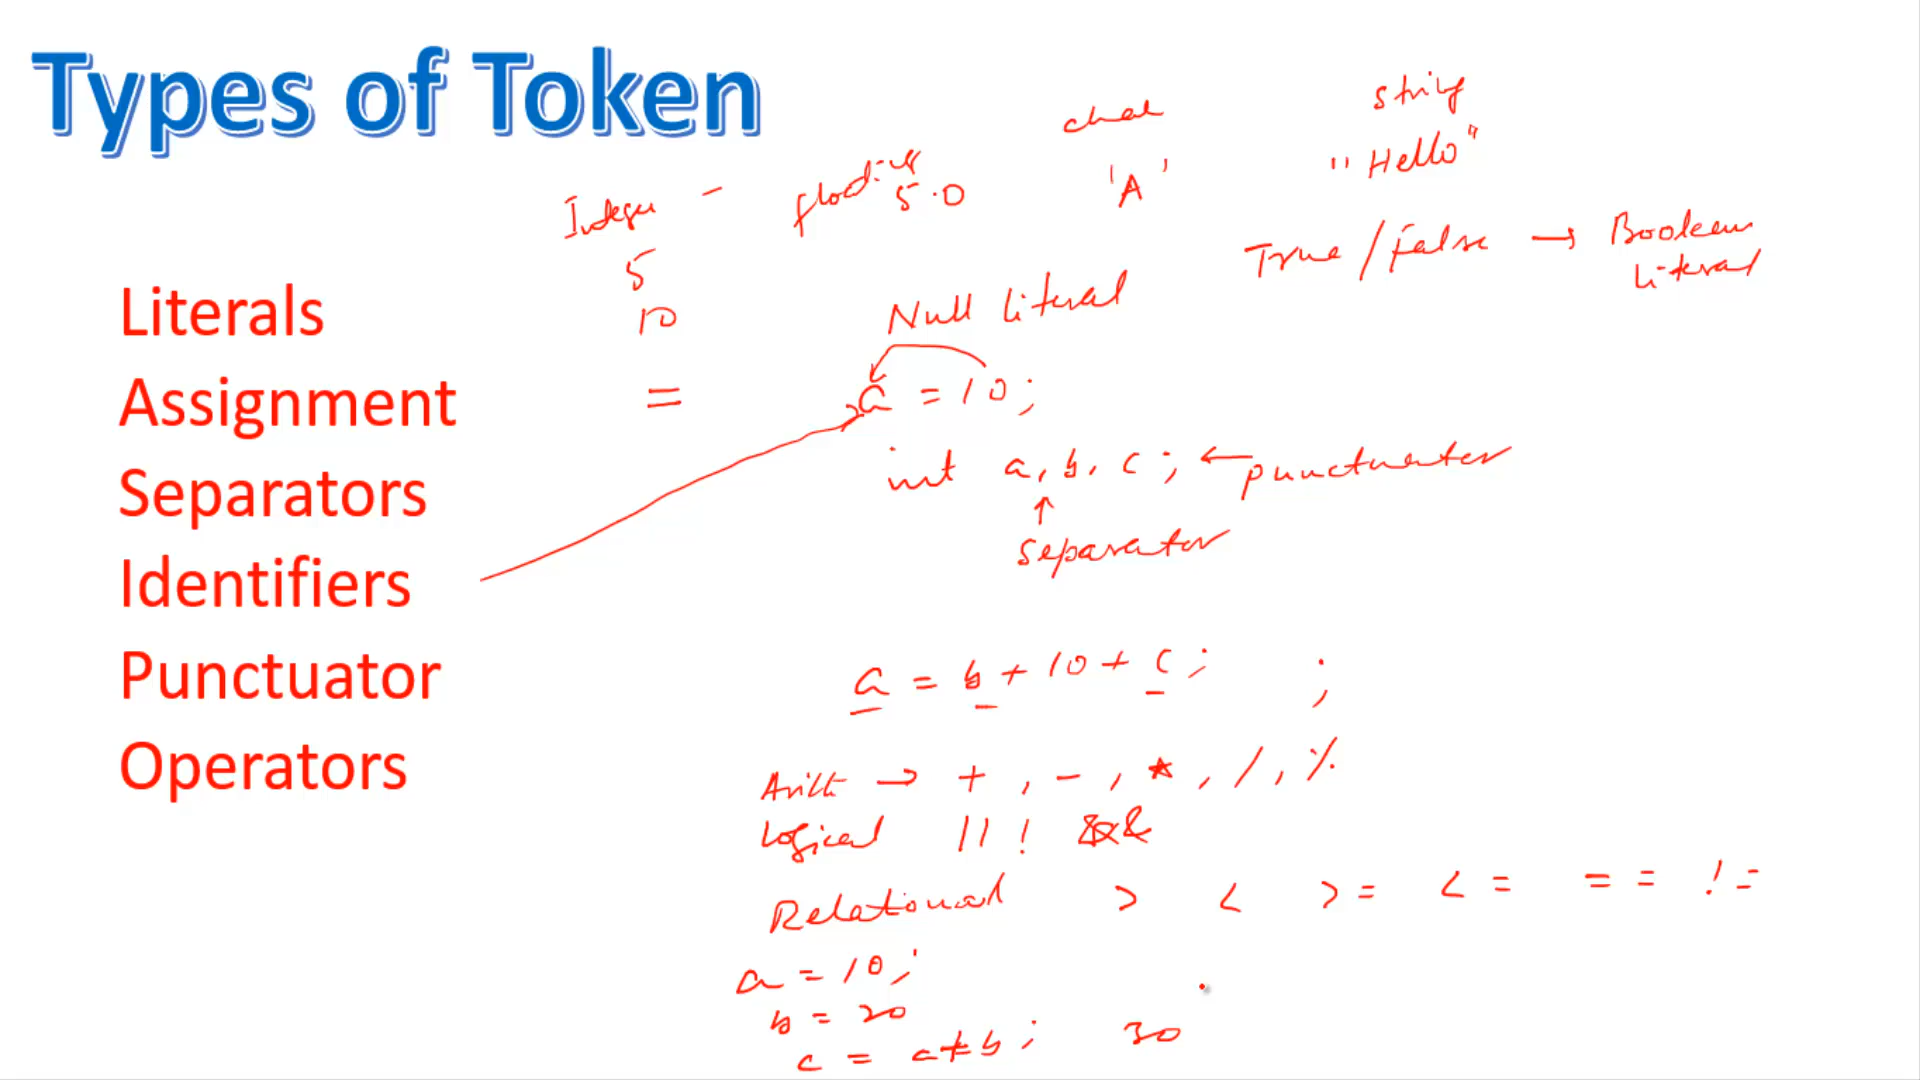 Types of Token
char
string
Integer - floating 5.0 'A' "Hello"
5
True / False → Boolean
literal
Literals
10
Null literal
Assignment
=
a = 10;
int a, b, c; ← punctuator
Separators
↑
separator
Identifiers
Punctuator
a = b + 10 + c; ;
Operators
Arith → + , - , * , / , %
Logical || ! &&
Relational > < >= <= == !=
a = 10;
b = 20
c = a+b; 30